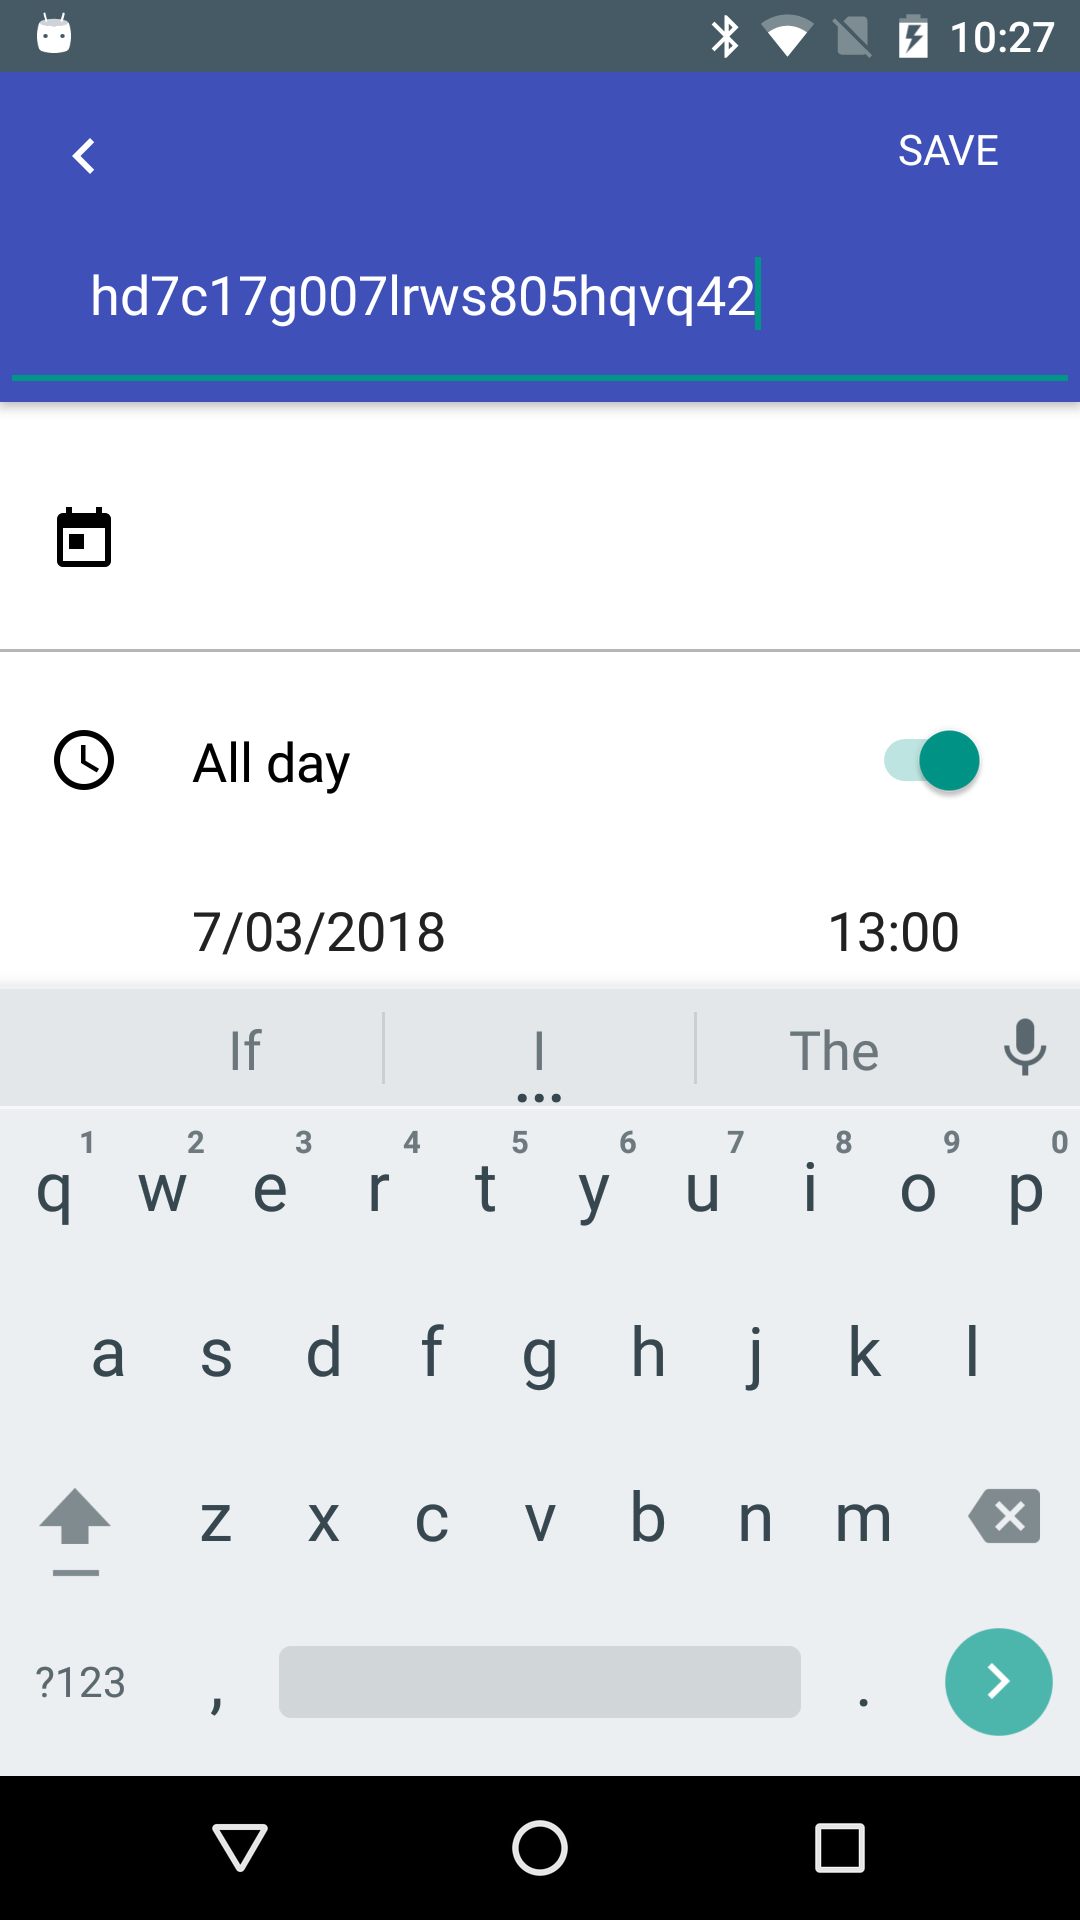 10:27
SAVE
hd7c17g007lrws805hqvq42
All day
7/03/2018 13:00
If I The
1 2 3 4 5 6 7 8 9 0
q w e r t y u i o p
a s d f g h j k l
z x c v b n m
?123 , .